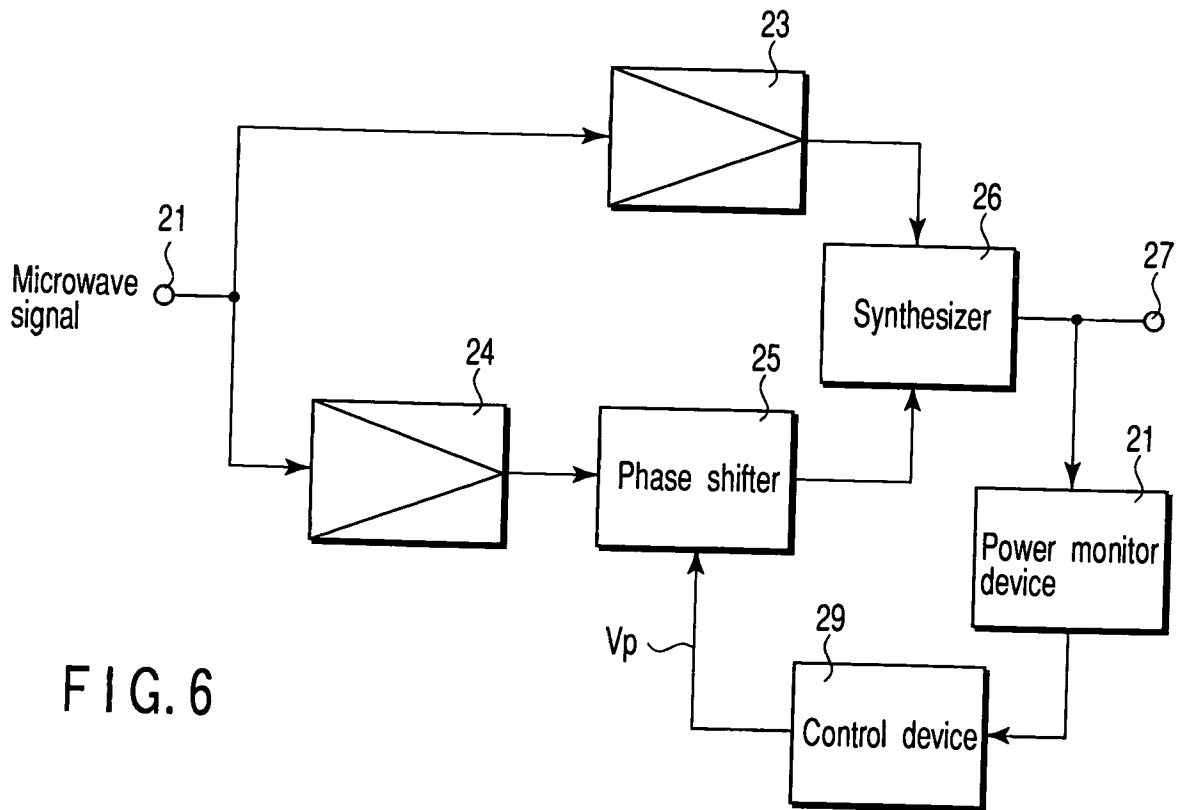 23
21
Microwave
signal
26
27
Synthesizer
24
25
Phase shifter
21
Power monitor
device
Vp
29
Control device
FIG. 6